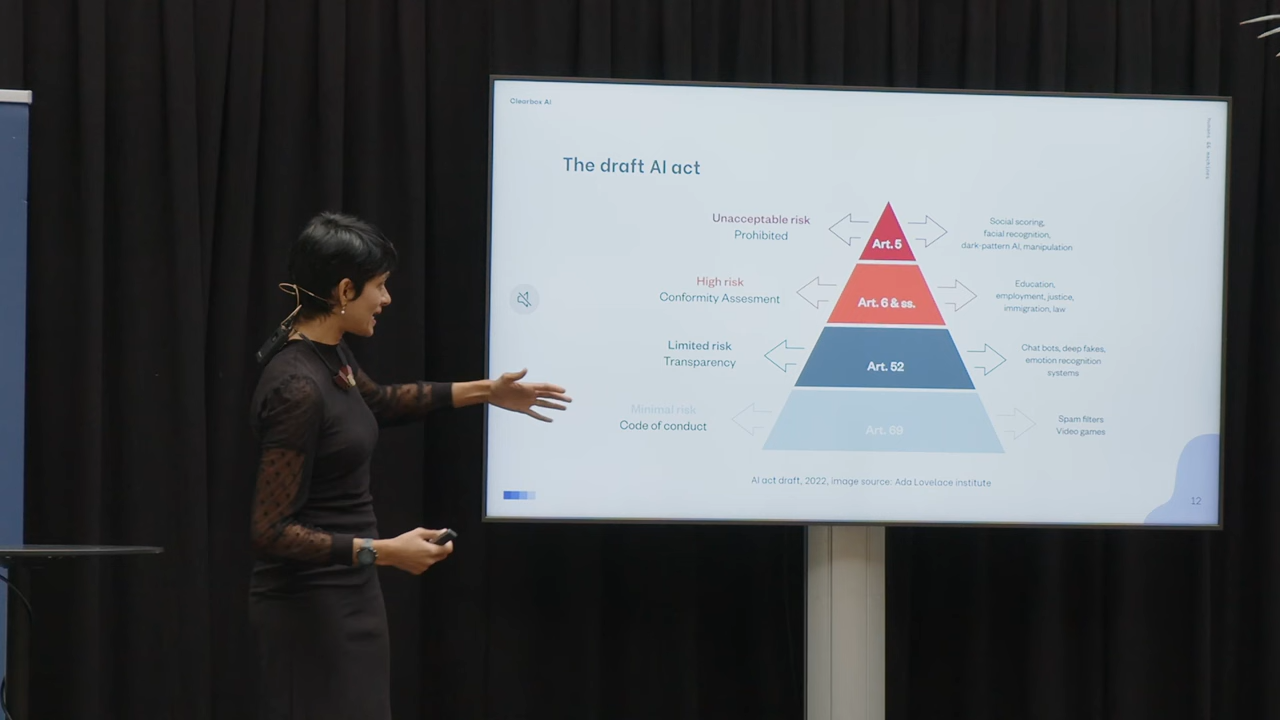 Clearbox AI
The draft AI act
Unacceptable risk
Prohibited
Art. 5
Social scoring,
facial recognition,
dark-pattern AI, manipulation
High risk
Conformity Assesment
Art. 6 & ss.
Education,
employment, justice,
immigration, law
Limited risk
Transparency
Art. 52
Chat bots, deep fakes,
emotion recognition
systems
Minimal risk
Code of conduct
Art. 69
Spam filters
Video games
AI act draft, 2022, image source: Ada Lovelace institute
12